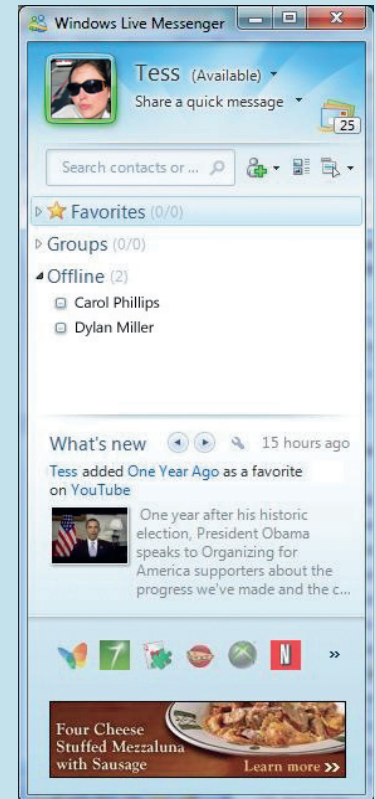 Windows Live Messenger
Tess (Available)
Share a quick message
25
Search contacts or ...
Favorites (0/0)
Groups (0/0)
Offline (2)
Carol Phillips
Dylan Miller
What's new
15 hours ago
Tess added One Year Ago as a favorite
on YouTube
One year after his historic
election, President Obama
speaks to Organizing for
America supporters about the
progress we've made and the c...
7
N
»
Four Cheese
Stuffed Mezzaluna
with Sausage
Learn more »